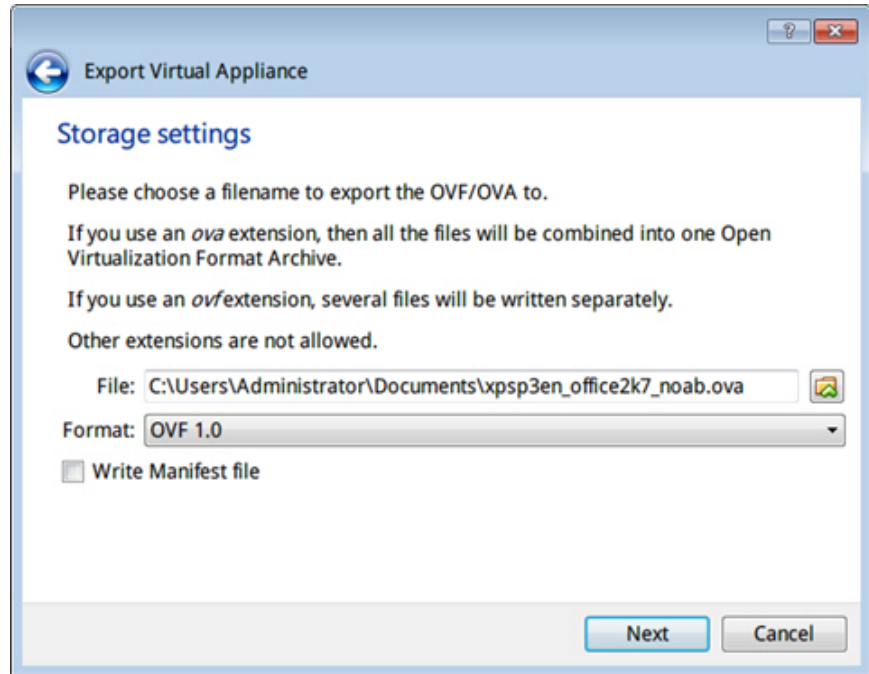 Export Virtual Appliance
Storage settings
Please choose a filename to export the OVF/OVA to.
If you use an ova extension, then all the files will be combined into one Open
Virtualization Format Archive.
If you use an ovf extension, several files will be written separately.
Other extensions are not allowed.
File: C:\Users\Administrator\Documents\xpsp3en_office2k7_noab.ova
Format: OVF 1.0
Write Manifest file
Next Cancel